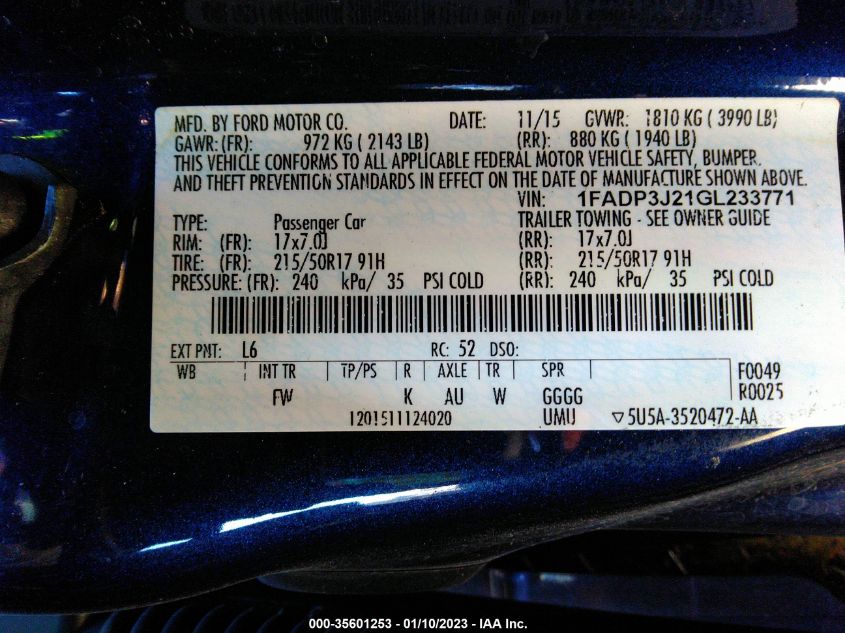 MFD. BY FORD MOTOR CO. DATE: 11/15 GVWR: 1810 KG ( 3990 LB)
GAWR: (FR): 972 KG ( 2143 LB) (RR): 880 KG ( 1940 LB)
THIS VEHICLE CONFORMS TO ALL APPLICABLE FEDERAL MOTOR VEHICLE SAFETY, BUMPER.
AND THEFT PREVENTION STANDARDS IN EFFECT ON THE DATE OF MANUFACTURE SHOWN ABOVE.
VIN: 1FADP3J21GL233771
TYPE: Passenger Car TRAILER TOWING - SEE OWNER GUIDE
RIM: (FR): 17x7.0J (RR): 17x7.0J
TIRE: (FR): 215/50R17 91H (RR): 215/50R17 91H
PRESSURE: (FR): 240 kPa/ 35 PSI COLD (RR): 240 kPa/ 35 PSI COLD
EXT PNT: L6 RC: 52 DSO:
WB INT TR TP/PS R AXLE TR SPR F0049
FW K AU W GGGG R0025
1201511124020 UMU ▽5U5A-3520472-AA
000-35601253 - 01/10/2023 - IAA Inc.